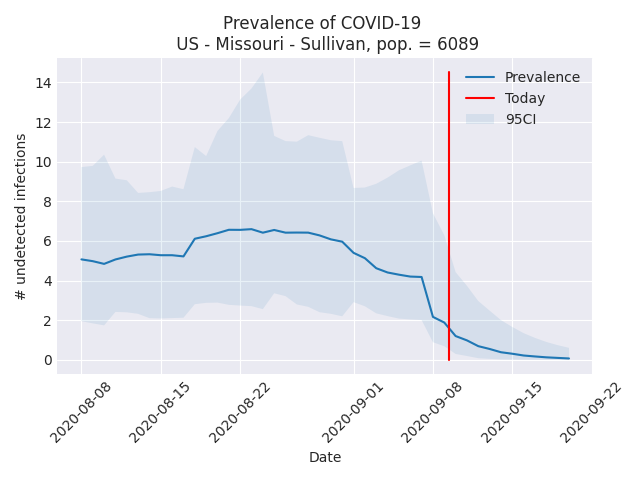 Prevalence of COVID-19
US - Missouri - Sullivan, pop. = 6089
# undetected infections
14
12
10
8
6
4
2
0
Prevalence
Today
95CI
2020-08-08
2020-08-15
2020-08-22
2020-09-01
2020-09-08
2020-09-15
2020-09-22
Date